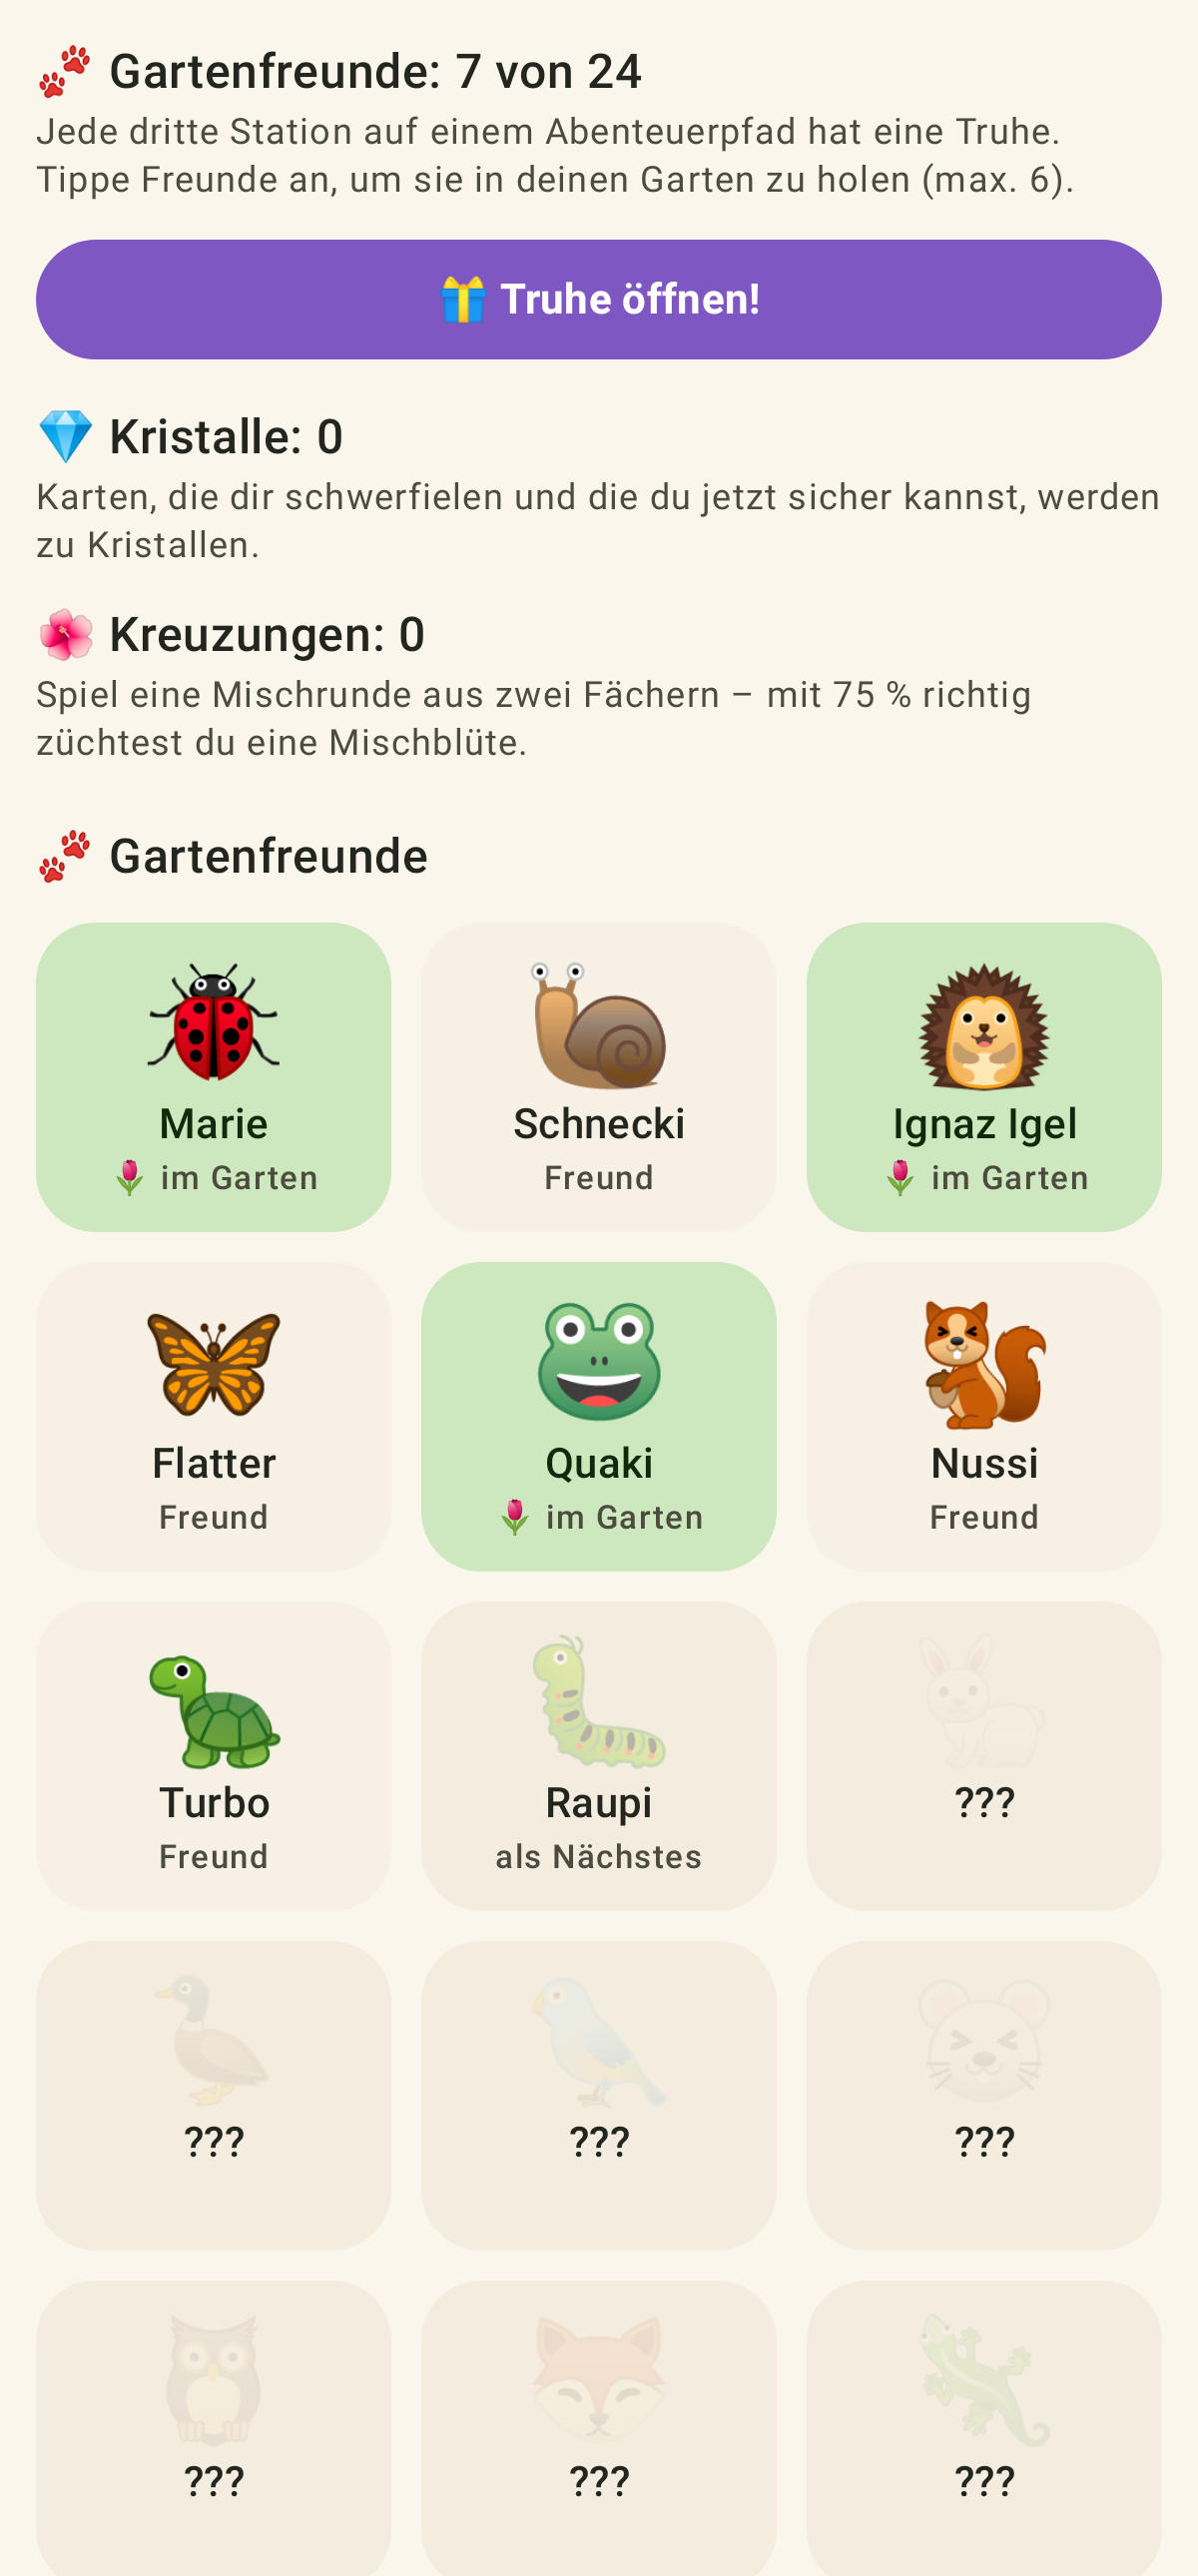 Gartenfreunde: 7 von 24
Jede dritte Station auf einem Abenteuerpfad hat eine Truhe.
Tippe Freunde an, um sie in deinen Garten zu holen (max. 6).
Truhe öffnen!
Kristalle: 0
Karten, die dir schwerfielen und die du jetzt sicher kannst, werden
zu Kristallen.
Kreuzungen: 0
Spiel eine Mischrunde aus zwei Fächern – mit 75 % richtig
züchtest du eine Mischblüte.
Gartenfreunde
Marie
im Garten
Schnecki
Freund
Ignaz Igel
im Garten
Flatter
Freund
Quaki
im Garten
Nussi
Freund
Turbo
Freund
Raupi
als Nächstes
???
???
???
???
???
???
???